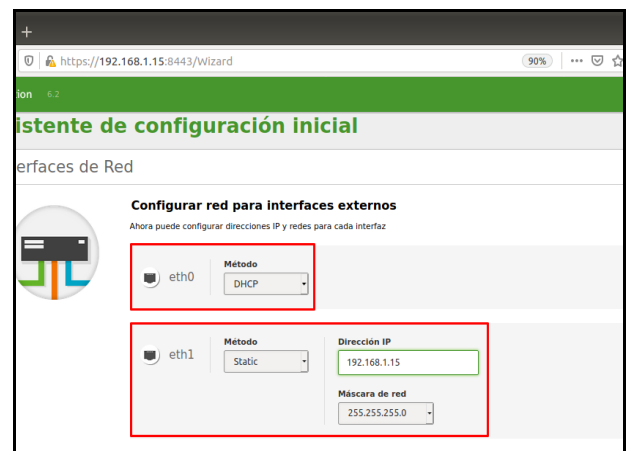 +
https://192.168.1.15:8443/Wizard 90% ...
ion 6.2
istente de configuración inicial
erfaces de Red
Configurar red para interfaces externos
Ahora puede configurar direcciones IP y redes para cada interfaz
eth0
Método
DHCP
eth1
Método
Static
Dirección IP
192.168.1.15
Máscara de red
255.255.255.0